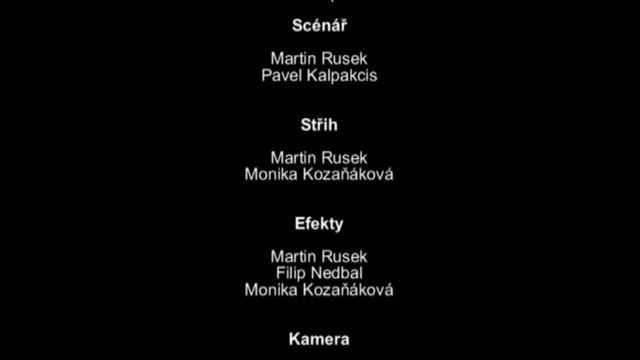 Scénář
Martin Rusek
Pavel Kalpakcis
Střih
Martin Rusek
Monika Kozaňáková
Efekty
Martin Rusek
Filip Nedbal
Monika Kozaňáková
Kamera